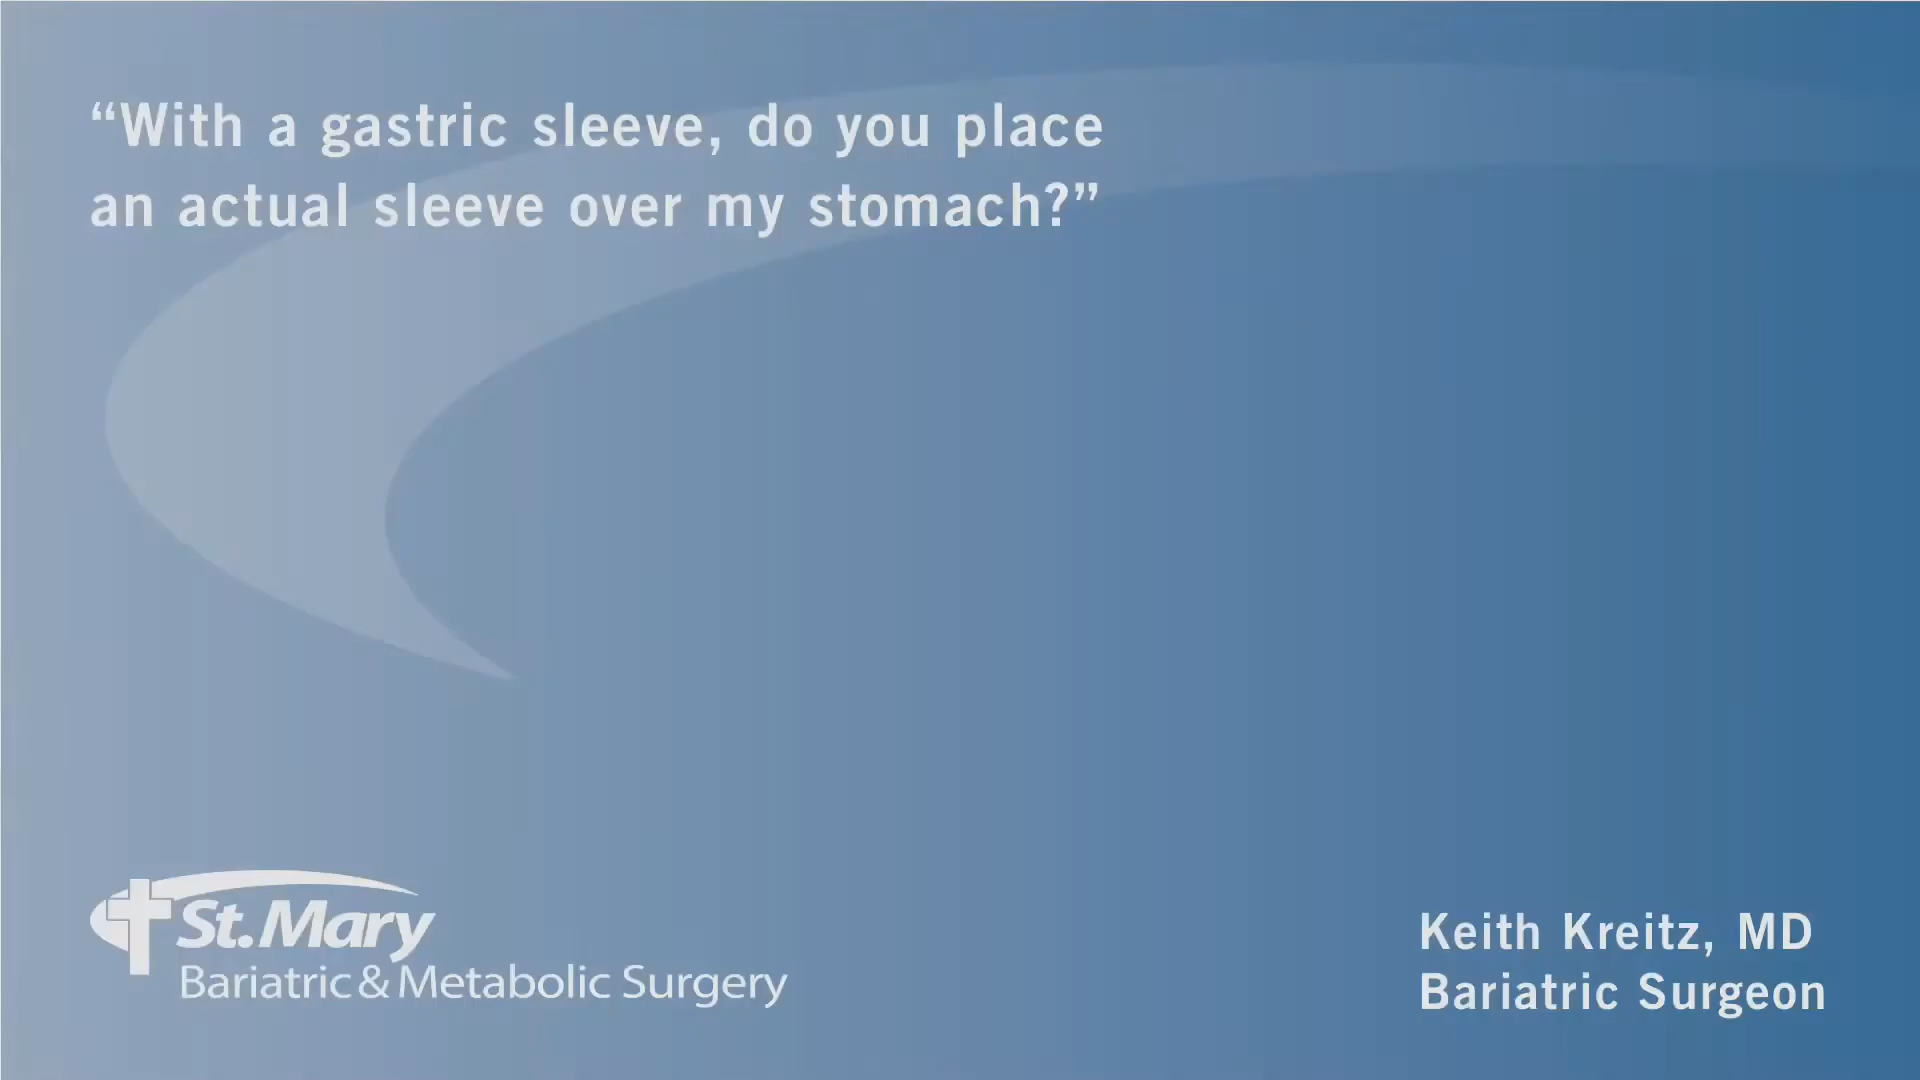 “With a gastric sleeve, do you place
an actual sleeve over my stomach?”
St. Mary
Bariatric & Metabolic Surgery
Keith Kreitz, MD
Bariatric Surgeon